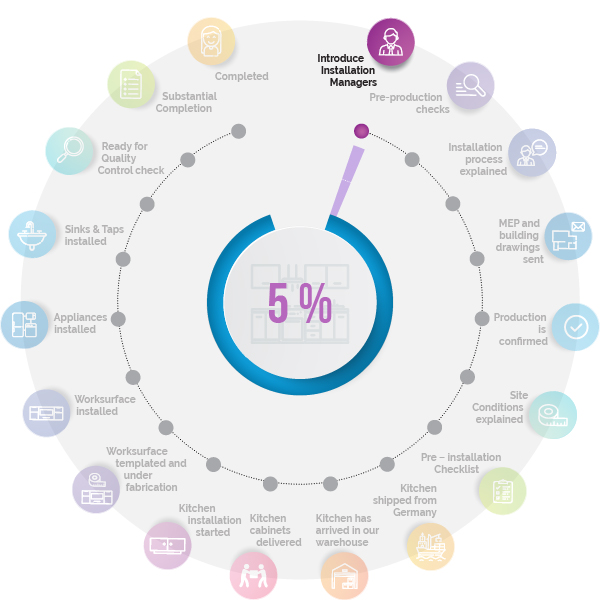 Introduce
Installation
Managers
Pre-production
checks
Installation
process
explained
MEP and
building
drawings
sent
Production
is
confirmed
Site
Conditions
explained
Pre – installation
Checklist
Kitchen
shipped from
Germany
Kitchen has
arrived in our
warehouse
Kitchen
cabinets
delivered
Kitchen
installation
started
Worksurface
templated and
under
fabrication
Worksurface
installed
Appliances
installed
Sinks & Taps
installed
Ready for
Quality
Control check
Substantial
Completion
Completed
5 %